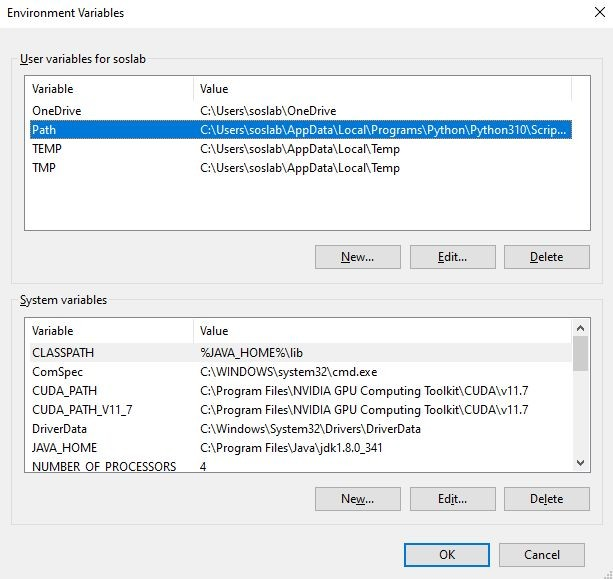 Environment Variables
User variables for soslab
Variable Value
OneDrive C:\Users\soslab\OneDrive
Path C:\Users\soslab\AppData\Local\Programs\Python\Python310\Scrip...
TEMP C:\Users\soslab\AppData\Local\Temp
TMP C:\Users\soslab\AppData\Local\Temp
New... Edit... Delete
System variables
Variable Value
CLASSPATH %JAVA_HOME%\lib
ComSpec C:\WINDOWS\system32\cmd.exe
CUDA_PATH C:\Program Files\NVIDIA GPU Computing Toolkit\CUDA\v11.7
CUDA_PATH_V11_7 C:\Program Files\NVIDIA GPU Computing Toolkit\CUDA\v11.7
DriverData C:\Windows\System32\Drivers\DriverData
JAVA_HOME C:\Program Files\Java\jdk1.8.0_341
NUMBER_OF_PROCESSORS 4
New... Edit... Delete
OK Cancel